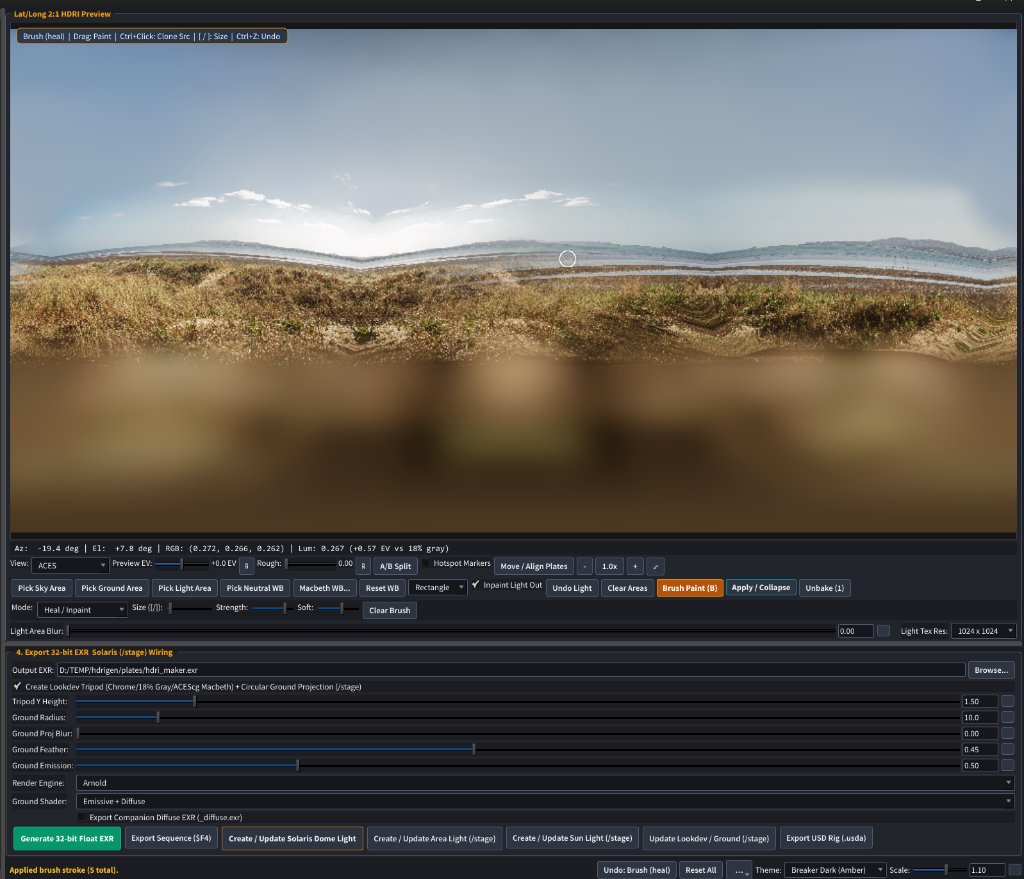 Lat/Long 2:1 HDRI Preview
Brush (heal) | Drag: Paint | Ctrl+Click: Clone Src | [ / ]: Size | Ctrl+Z: Undo
Az: -19.4 deg | El: +7.8 deg | RGB: (0.272, 0.266, 0.262) | Lum: 0.267 (+0.57 EV vs 18% gray)
View: ACES Preview EV: +0.0 EV R Rough: 0.00 R A/B Split Hotspot Markers Move / Align Plates - 1.0x +
Pick Sky Area Pick Ground Area Pick Light Area Pick Neutral WB Macbeth WB... Reset WB Rectangle Inpaint Light Out Undo Light Clear Areas Brush Paint (B) Apply / Collapse Unbake (1)
Mode: Heal / Inpaint Size ([/]): Strength: Soft: Clear Brush
Light Area Blur: 0.00 Light Tex Res: 1024 x 1024
4. Export 32-bit EXR Solaris (/stage) Wiring
Output EXR: D:/TEMP/hdrigen/plates/hdri_maker.exr Browse...
Create Lookdev Tripod (Chrome/18% Gray/ACEScg Macbeth) + Circular Ground Projection (/stage)
Tripod Y Height: 1.50
Ground Radius: 10.0
Ground Proj Blur: 0.00
Ground Feather: 0.45
Ground Emission: 0.50
Render Engine: Arnold
Ground Shader: Emissive + Diffuse
Export Companion Diffuse EXR (_diffuse.exr)
Generate 32-bit Float EXR Export Sequence ($F4) Create / Update Solaris Dome Light Create / Update Area Light (/stage) Create / Update Sun Light (/stage) Update Lookdev / Ground (/stage) Export USD Rig (.usda)
Applied brush stroke (5 total). Undo: Brush (heal) Reset All ... Theme: Breaker Dark (Amber) Scale: 1.10